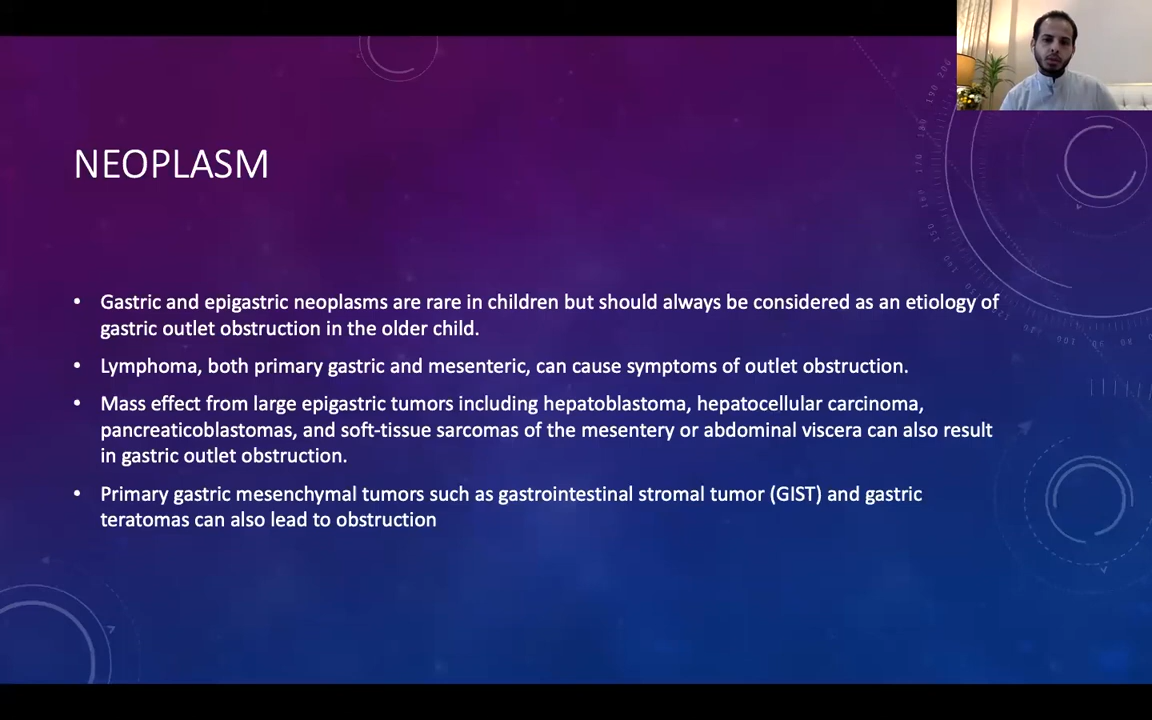 NEOPLASM
• Gastric and epigastric neoplasms are rare in children but should always be considered as an etiology of
gastric outlet obstruction in the older child.
• Lymphoma, both primary gastric and mesenteric, can cause symptoms of outlet obstruction.
• Mass effect from large epigastric tumors including hepatoblastoma, hepatocellular carcinoma,
pancreaticoblastomas, and soft-tissue sarcomas of the mesentery or abdominal viscera can also result
in gastric outlet obstruction.
• Primary gastric mesenchymal tumors such as gastrointestinal stromal tumor (GIST) and gastric
teratomas can also lead to obstruction